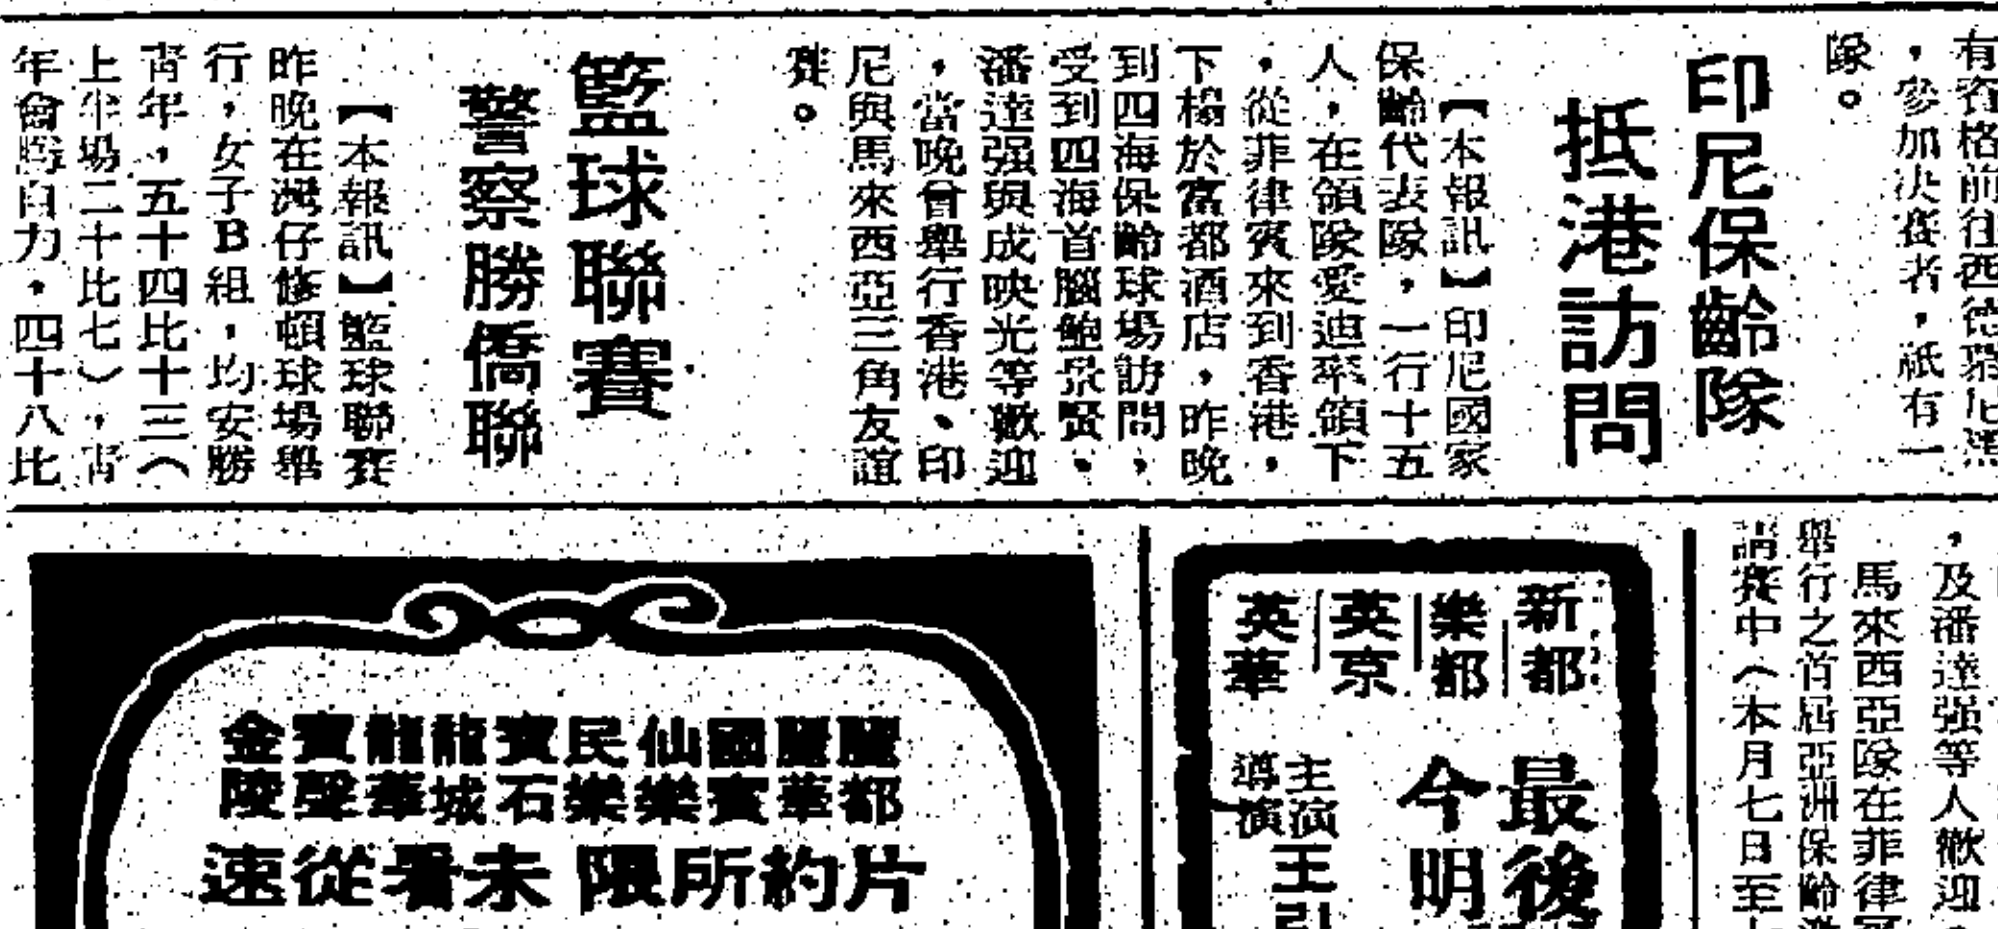 有資格前往西德慕尼黑
，參加决賽者，祇有一
隊。
印尼保齡隊
抵港訪問
【本報訊】印尼國家
保齡代表隊，一行十五
人，在領隊愛迪率領下
，從菲律賓來到香港，
下榻於富都酒店，昨晚
到四海保齡球場訪問，
受到四海首腦鮑景賢、
潘達强與成映光等歡迎
，當晚曾舉行香港、印
尼與馬來西亞三角友誼
賽。
籃球聯賽
警察勝僑聯
【本報訊】籃球聯賽
昨晚在灣仔修頓球場舉
行，女子B組，均安勝
青年，五十四比十三（
上半場二十比七），青
年會勝自力，四十八比
，及潘達强等人歡迎
馬來西亞隊在菲律
舉行之首屆亞洲保齡
請賽中（本月七日至
新都
樂都
英京
英華
最後
今明
主演王引
導演
麗都
麗華
國賓
仙樂
民樂
寶石
龍城
龍華
寶聲
金陵
片約所限 未看從速